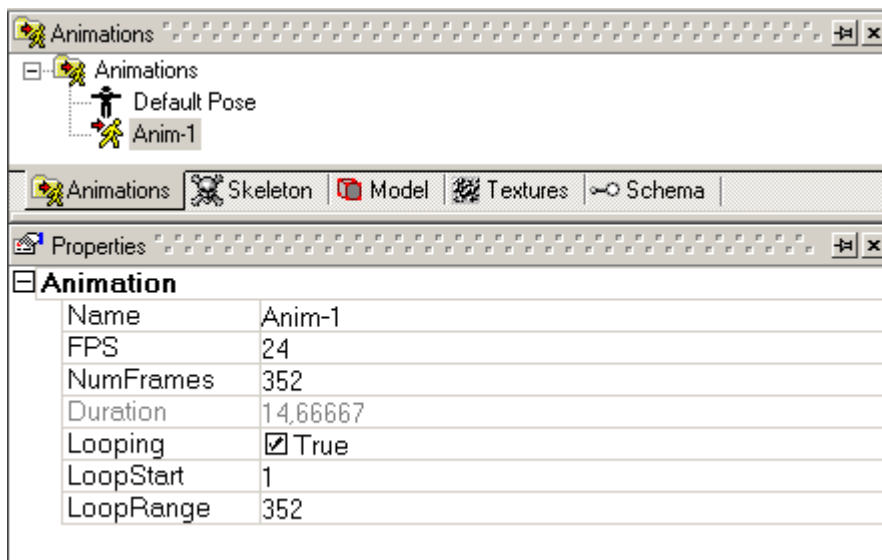 Animations
Animations
Default Pose
Anim-1
Animations Skeleton Model Textures Schema
Properties
Animation
Name Anim-1
FPS 24
NumFrames 352
Duration 14,66667
Looping True
LoopStart 1
LoopRange 352